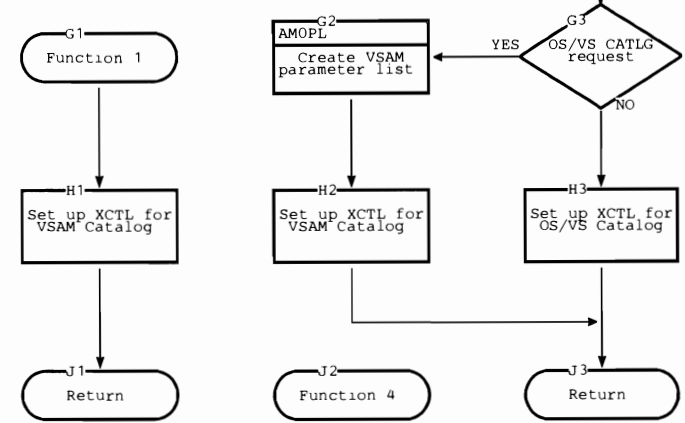 G1
Function 1
G2
AMOPL
Create VSAM
parameter list
YES
G3
OS/VS CATLG
request
NO
H1
Set up XCTL for
VSAM Catalog
H2
Set up XCTL for
VSAM Catalog
H3
Set up XCTL for
OS/VS Catalog
J1
Return
J2
Function 4
J3
Return